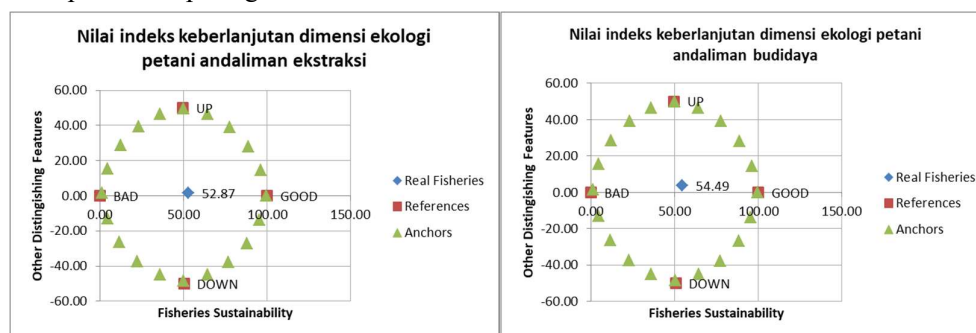 Nilai indeks keberlanjutan dimensi ekologi
petani andaliman ekstraksi
60.00
40.00
20.00
0.00
-20.00
-40.00
-60.00
Other Distingishing Features
UP
BAD
52.87
GOOD
DOWN
0.00 50.00 100.00 150.00
Fisheries Sustainability
Real Fisheries
References
Anchors
Nilai indeks keberlanjutan dimensi ekologi petani
andaliman budidaya
60.00
40.00
20.00
0.00
-20.00
-40.00
-60.00
Other Distingishing Features
UP
BAD
54.49
GOOD
DOWN
0.00 50.00 100.00 150.00
Fisheries Sustainability
Real Fisheries
References
Anchors